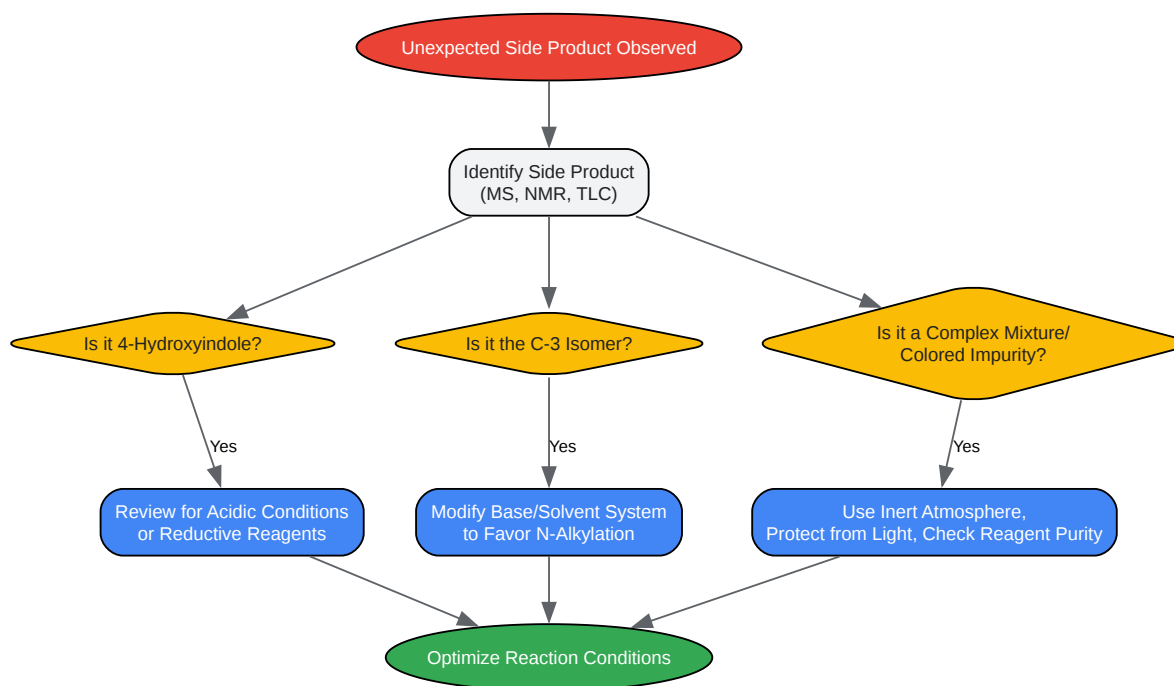 Unexpected Side Product Observed
Identify Side Product
(MS, NMR, TLC)
Is it 4-Hydroxyindole?
Is it the C-3 Isomer?
Is it a Complex Mixture/
Colored Impurity?
Yes
Yes
Yes
Review for Acidic Conditions
or Reductive Reagents
Modify Base/Solvent System
to Favor N-Alkylation
Use Inert Atmosphere,
Protect from Light, Check Reagent Purity
Optimize Reaction Conditions